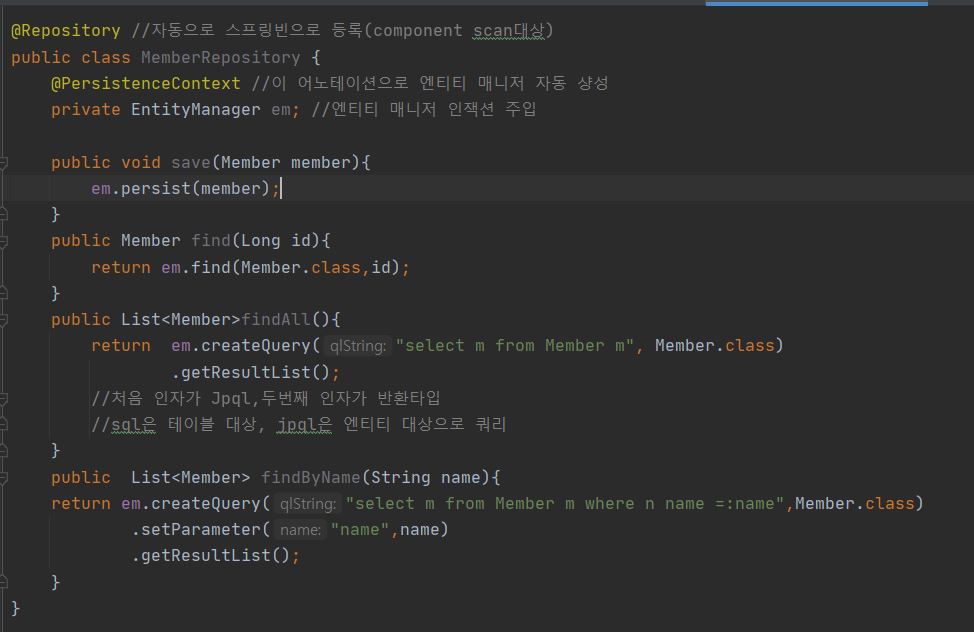 @Repository //자동으로 스프링빈으로 등록(component scan대상)
public class MemberRepository {
    @PersistenceContext //이 어노테이션으로 엔티티 매니저 자동 샹성
    private EntityManager em; //엔티티 매니저 인잭션 주입

    public void save(Member member){
        em.persist(member);
    }
    public Member find(Long id){
        return em.find(Member.class,id);
    }
    public List<Member>findAll(){
        return  em.createQuery( qlString: "select m from Member m", Member.class)
                .getResultList();
        //처음 인자가 Jpql,두번째 인자가 반환타입
        //sql은 테이블 대상, jpql은 엔티티 대상으로 쿼리
    }
    public  List<Member> findByName(String name){
    return em.createQuery( qlString: "select m from Member m where n name =:name",Member.class)
            .setParameter( name: "name",name)
            .getResultList();
    }
}